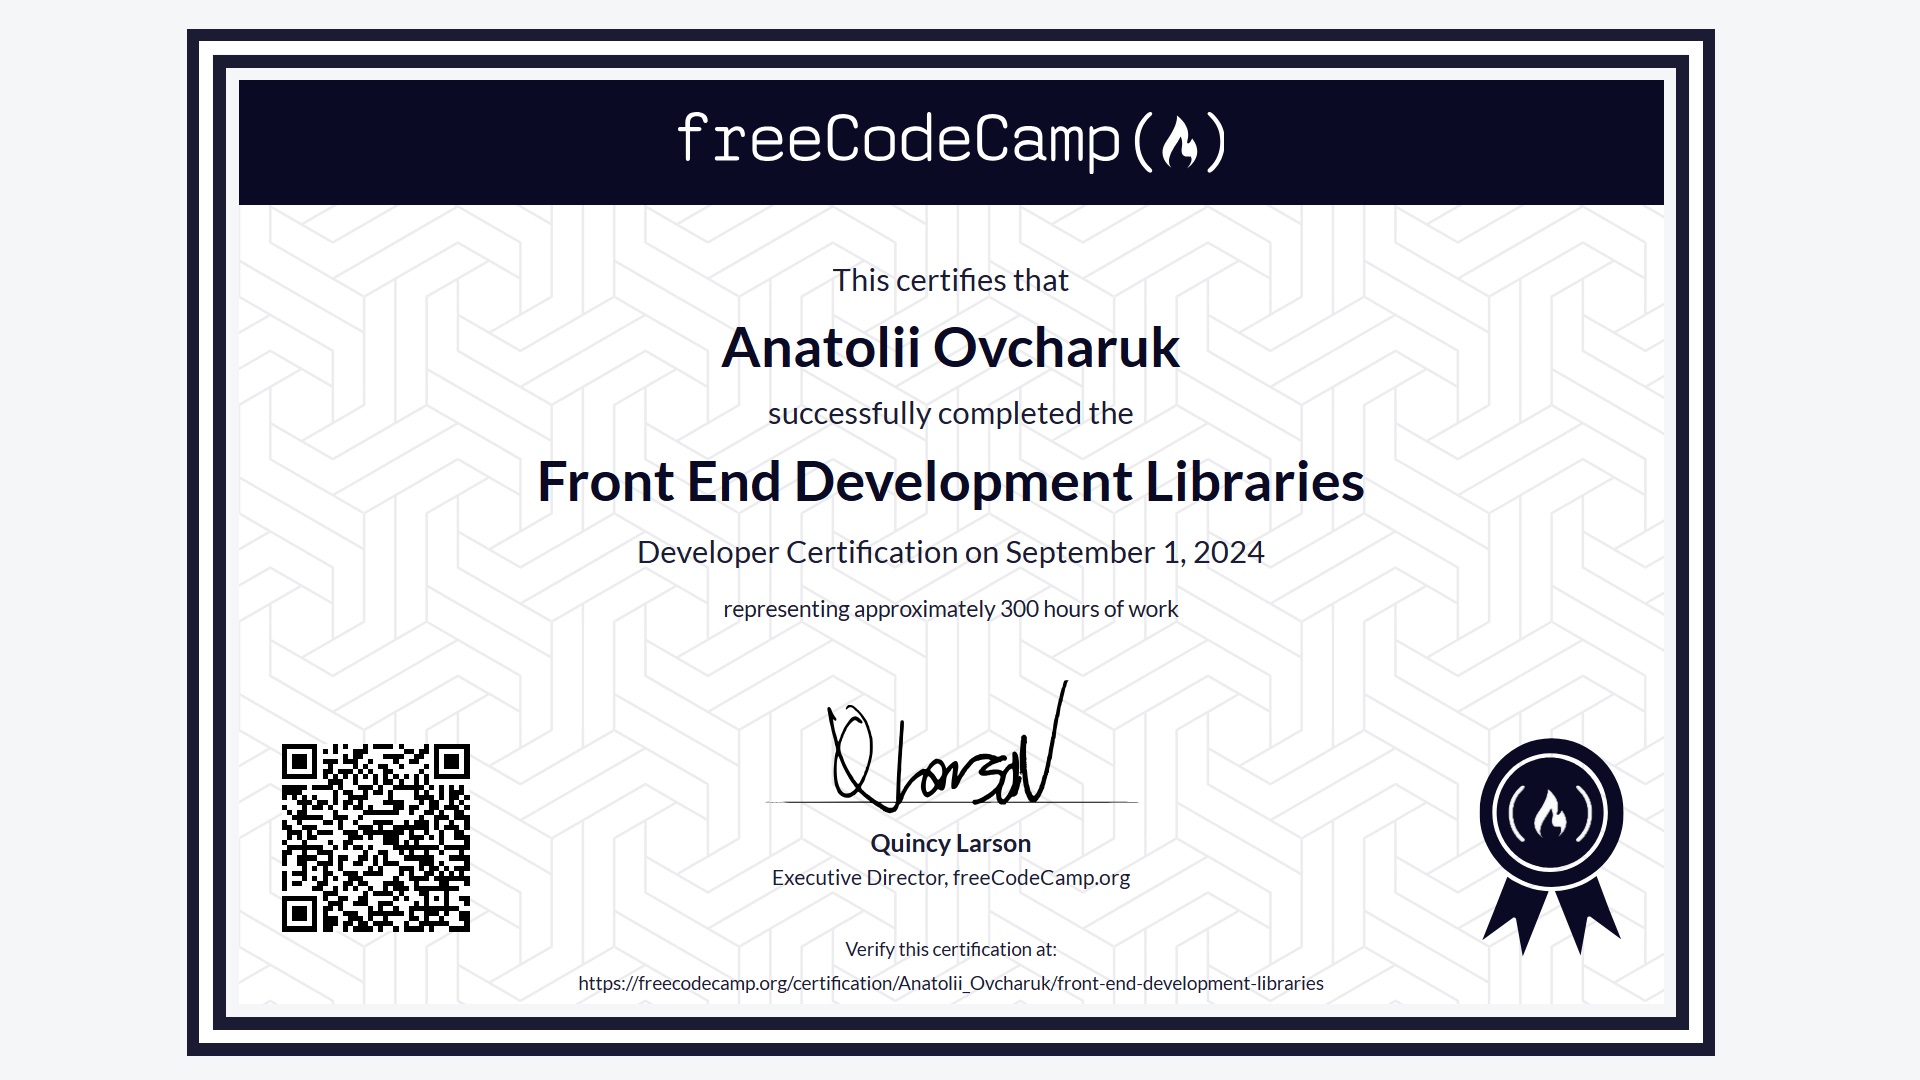 freeCodeCamp
This certifies that
Anatolii Ovcharuk
successfully completed the
Front End Development Libraries
Developer Certification on September 1, 2024
representing approximately 300 hours of work
Quincy Larson
Executive Director, freeCodeCamp.org
Verify this certification at:
https://freecodecamp.org/certification/Anatolii_Ovcharuk/front-end-development-libraries